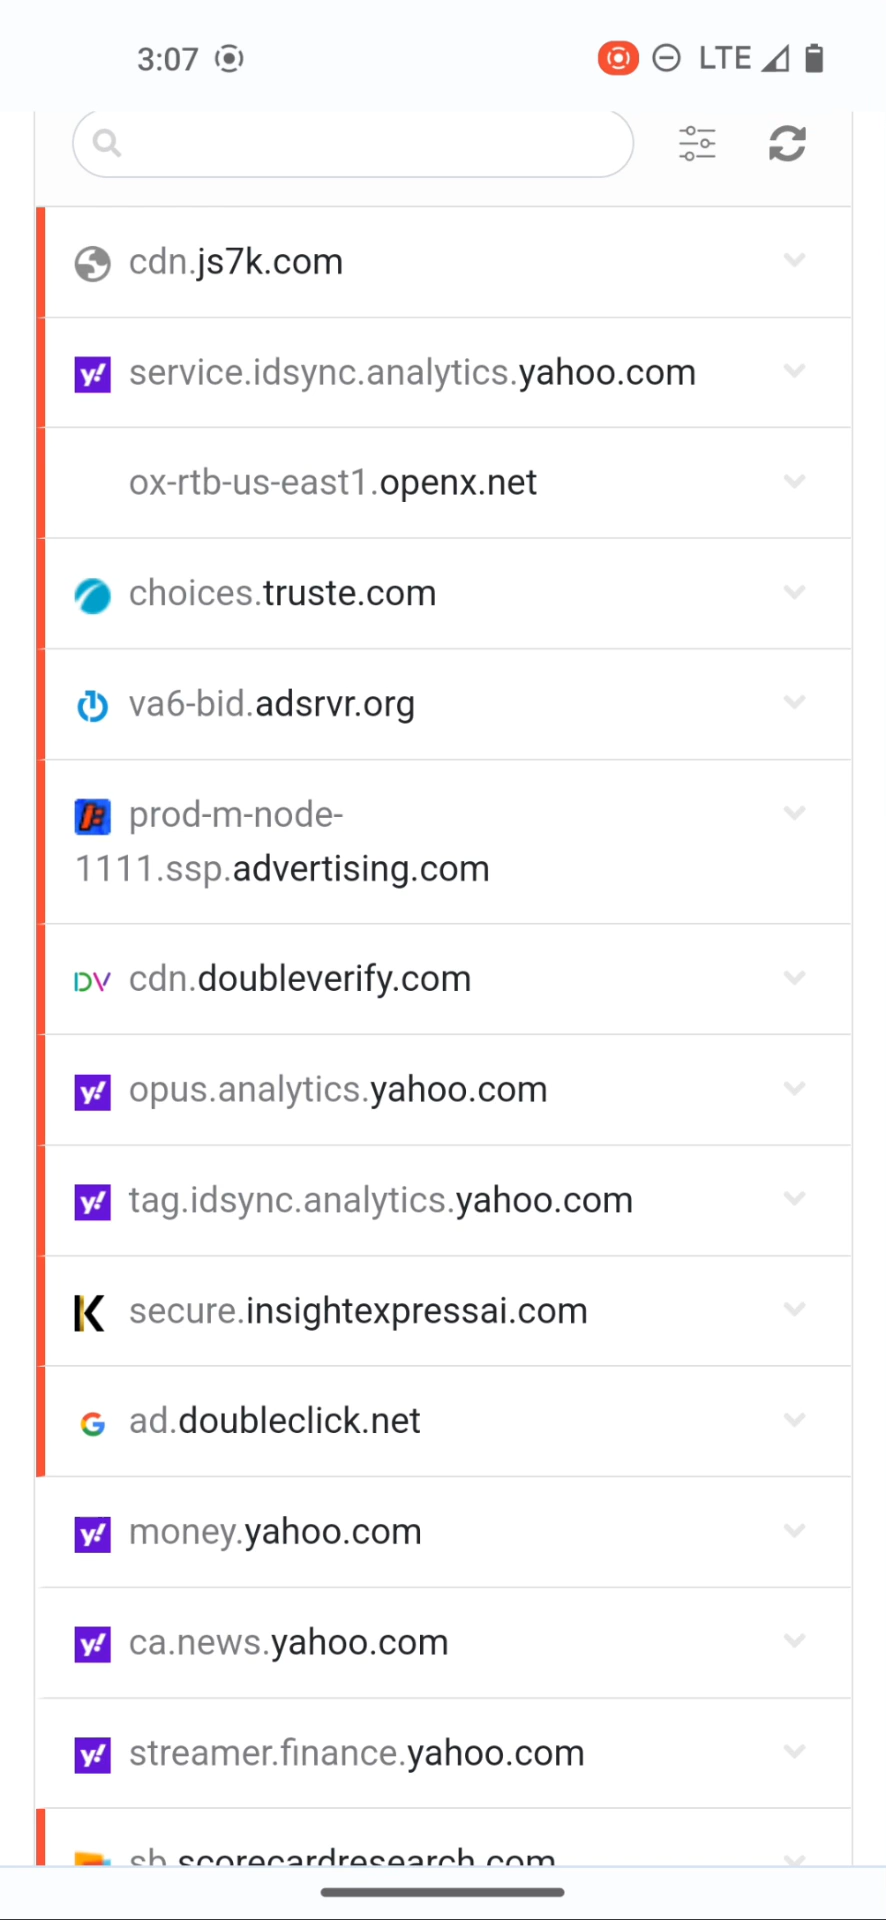 3:07 LTE
cdn.js7k.com
service.idsync.analytics.yahoo.com
ox-rtb-us-east1.openx.net
choices.truste.com
va6-bid.adsrvr.org
prod-m-node-
1111.ssp.advertising.com
cdn.doubleverify.com
opus.analytics.yahoo.com
tag.idsync.analytics.yahoo.com
secure.insightexpressai.com
ad.doubleclick.net
money.yahoo.com
ca.news.yahoo.com
streamer.finance.yahoo.com
sb.scorecardresearch.com